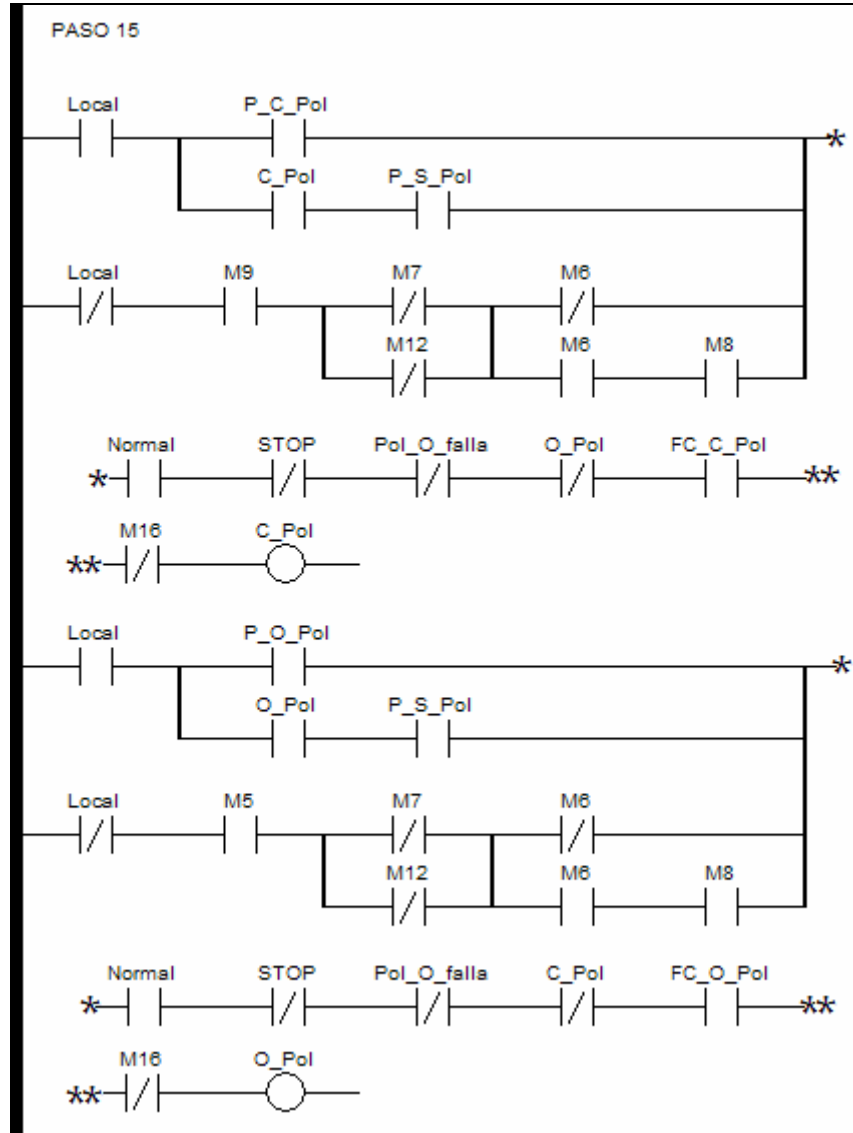 PASO 15
Local P_C_Pol
*
C_Pol P_S_Pol
Local M9 M7 M6
M12 M6 M8
Normal STOP Pol_O_falla O_Pol FC_C_Pol
* **
M16 C_Pol
**
Local P_O_Pol
*
O_Pol P_S_Pol
Local M5 M7 M6
M12 M6 M8
Normal STOP Pol_O_falla C_Pol FC_O_Pol
* **
M16 O_Pol
**